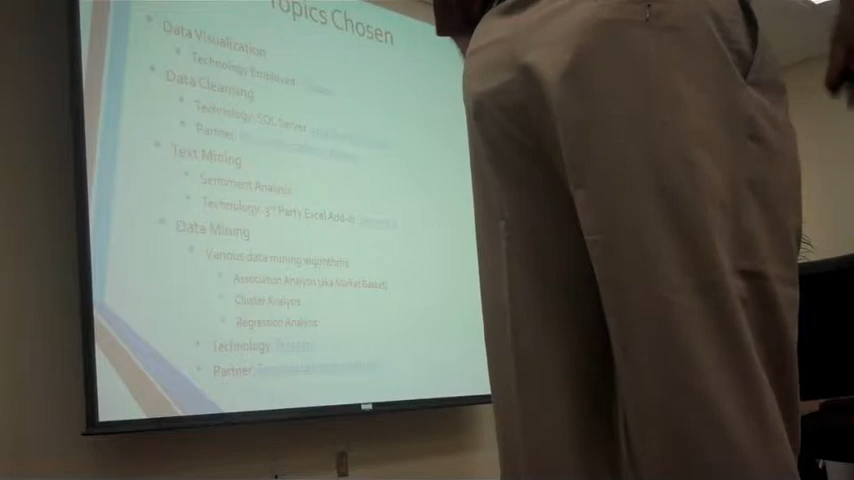 Topics Chosen
Data Visualization
Technology Employed
Data Cleansing
Technology: SQL Server
Partner:
Text Mining
Sentiment Analysis
Technology: 3rd Party Excel Add-in
Data Mining
Various data mining algorithms
Association Analysis (aka Market Basket)
Cluster Analysis
Regression Analysis
Technology:
Partner: